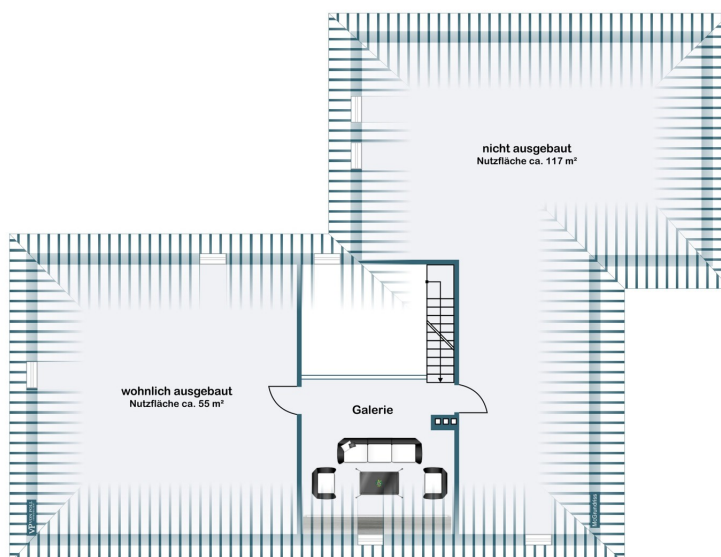 nicht ausgebaut
Nutzfläche ca. 117 m²
wohnlich ausgebaut
Nutzfläche ca. 55 m²
Galerie